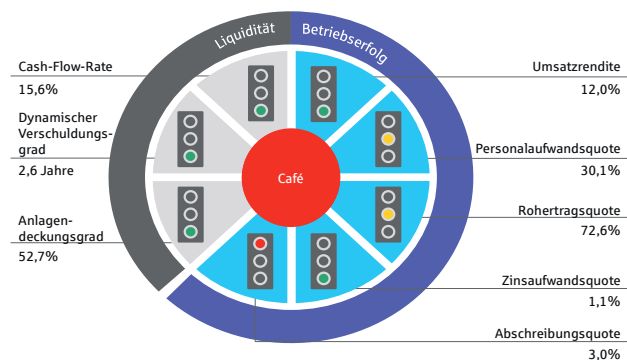 Liquidität
Betriebserfolg
Cash-Flow-Rate
15,6%
Dynamischer
Verschuldungs-
grad
2,6 Jahre
Anlagen-
deckungsgrad
52,7%
Café
Umsatzrendite
12,0%
Personalaufwandsquote
30,1%
Rohertragsquote
72,6%
Zinsaufwandsquote
1,1%
Abschreibungsquote
3,0%